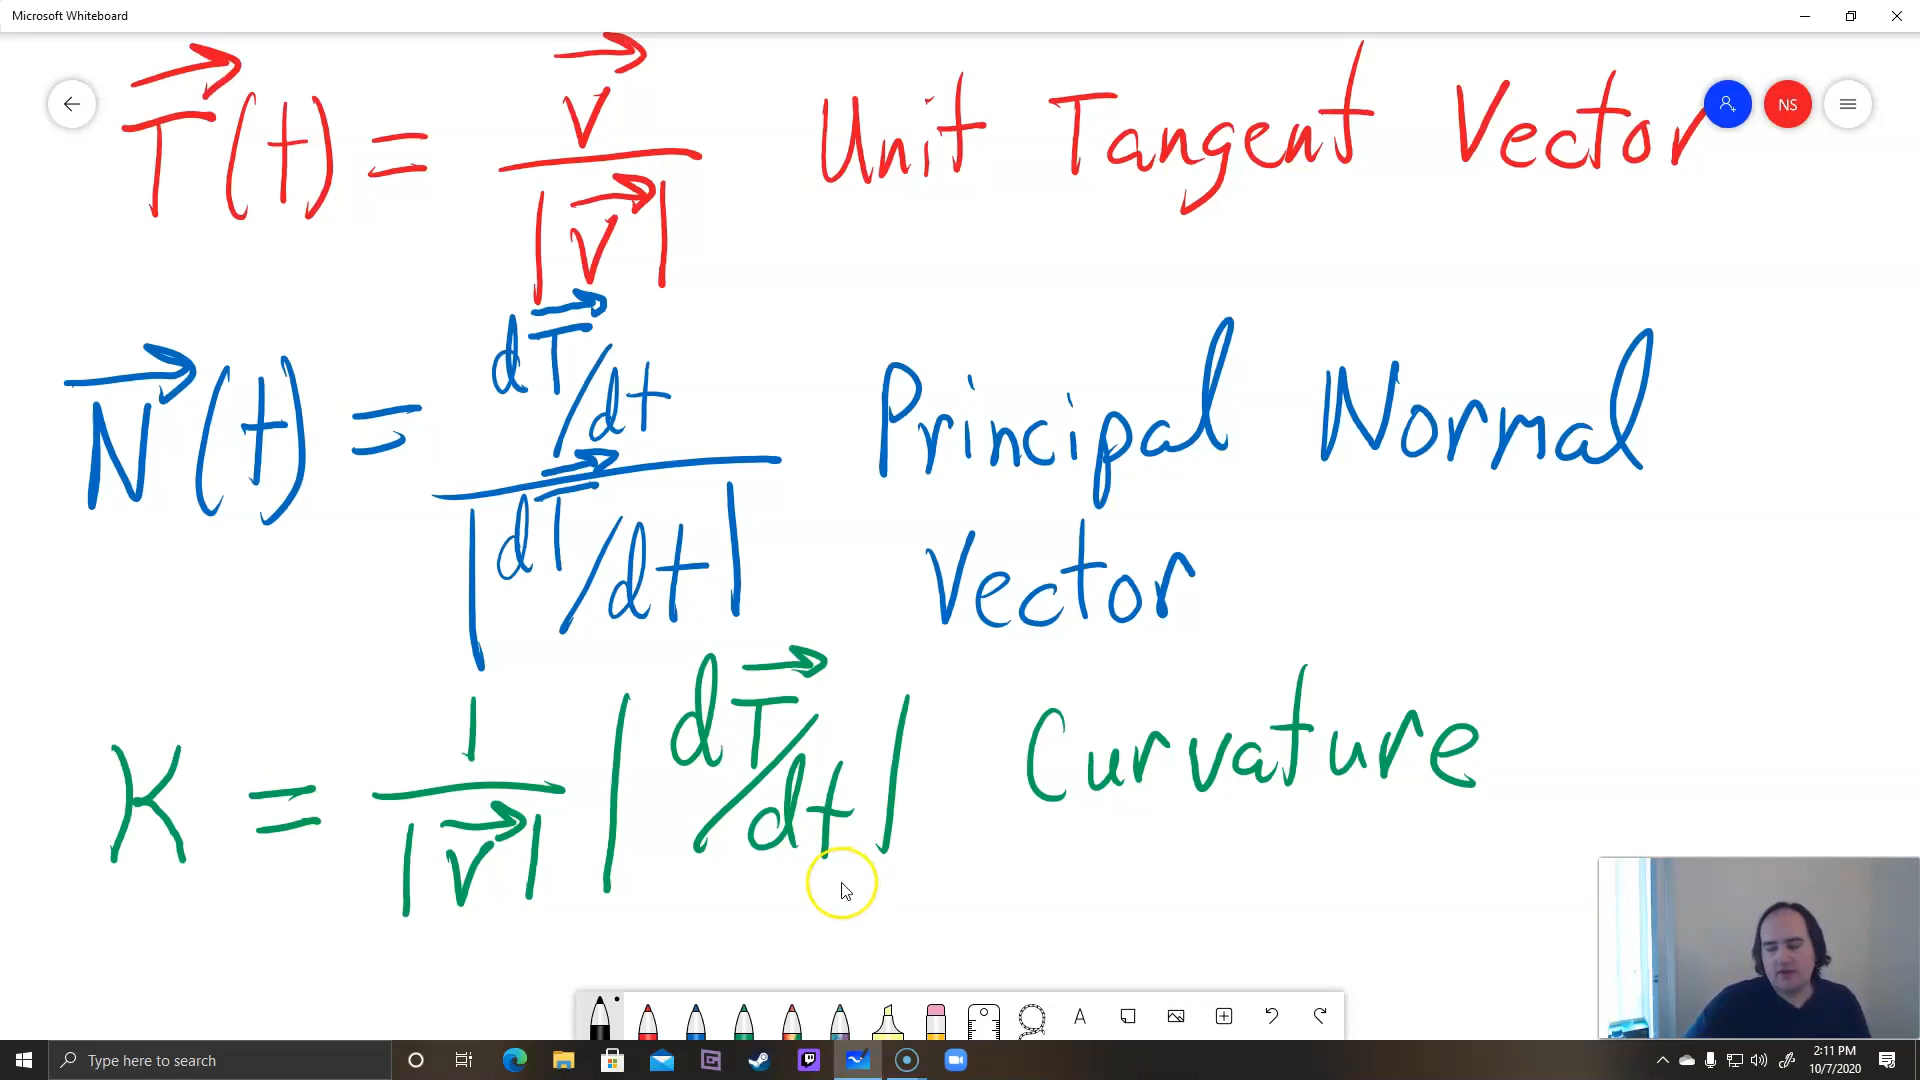 Microsoft Whiteboard
T⃗(t) = v⃗ / |v⃗| Unit Tangent Vector
NS
N⃗(t) = dT⃗/dt / |dT⃗/dt| Principal Normal
Vector
K = 1/|v⃗| |dT⃗/dt| Curvature
A
Type here to search
2:11 PM
10/7/2020